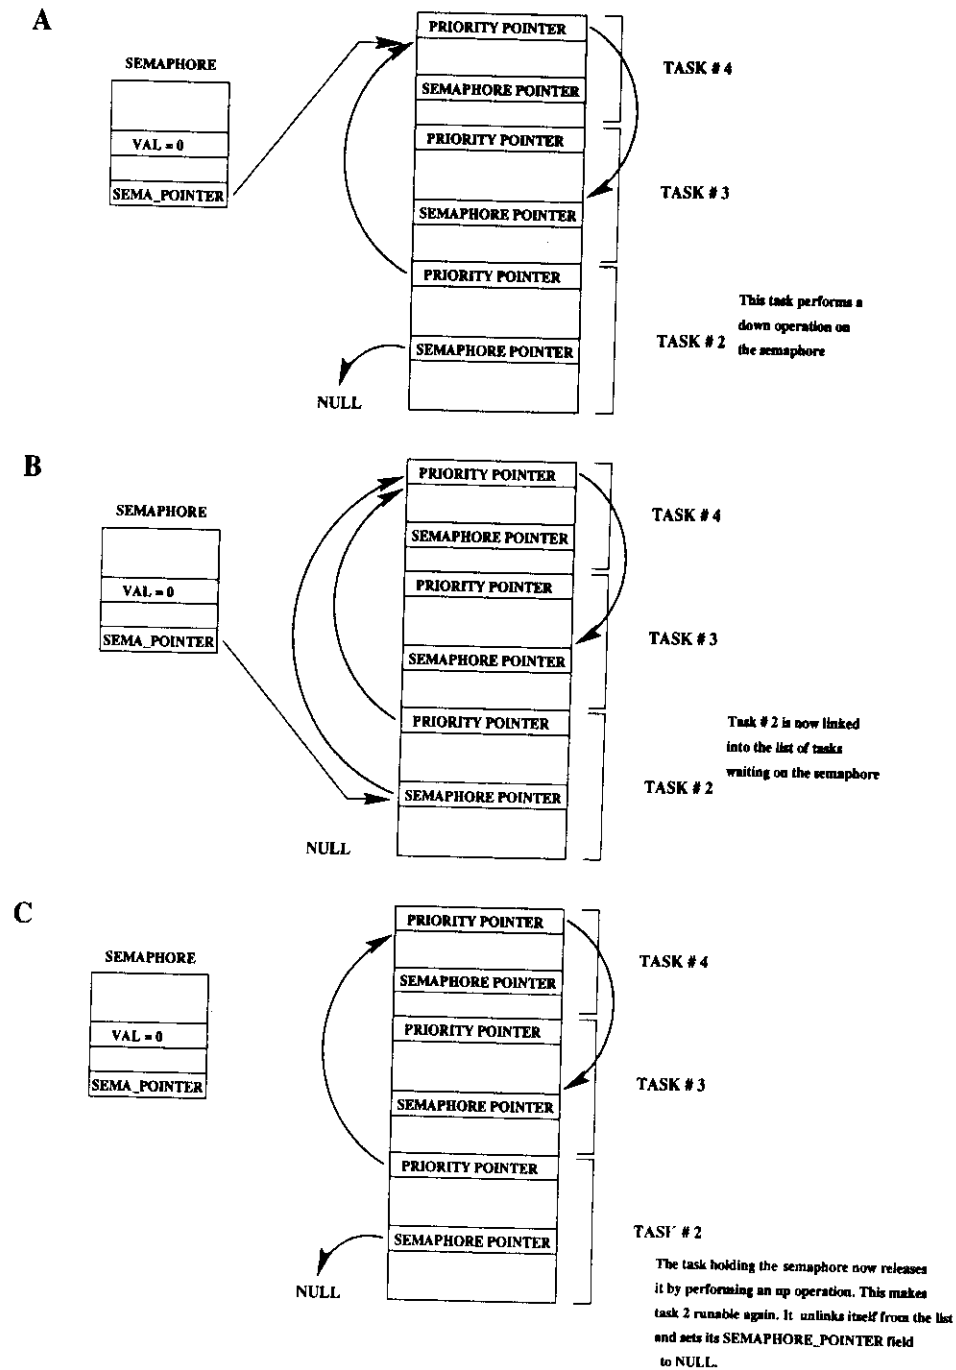 A
SEMAPHORE
VAL = 0
SEMA_POINTER
PRIORITY POINTER
SEMAPHORE POINTER
PRIORITY POINTER
SEMAPHORE POINTER
PRIORITY POINTER
SEMAPHORE POINTER
NULL
TASK # 4
TASK # 3
TASK # 2
This task performs a
down operation on
the semaphore
B
SEMAPHORE
VAL = 0
SEMA_POINTER
PRIORITY POINTER
SEMAPHORE POINTER
PRIORITY POINTER
SEMAPHORE POINTER
PRIORITY POINTER
SEMAPHORE POINTER
NULL
TASK # 4
TASK # 3
Task # 2 is now linked
into the list of tasks
waiting on the semaphore
TASK # 2
C
SEMAPHORE
VAL = 0
SEMA_POINTER
PRIORITY POINTER
SEMAPHORE POINTER
PRIORITY POINTER
SEMAPHORE POINTER
PRIORITY POINTER
SEMAPHORE POINTER
NULL
TASK # 4
TASK # 3
TASK # 2
The task holding the semaphore now releases
it by performing an up operation. This makes
task 2 runable again. It unlinks itself from the list
and sets its SEMAPHORE_POINTER field
to NULL.